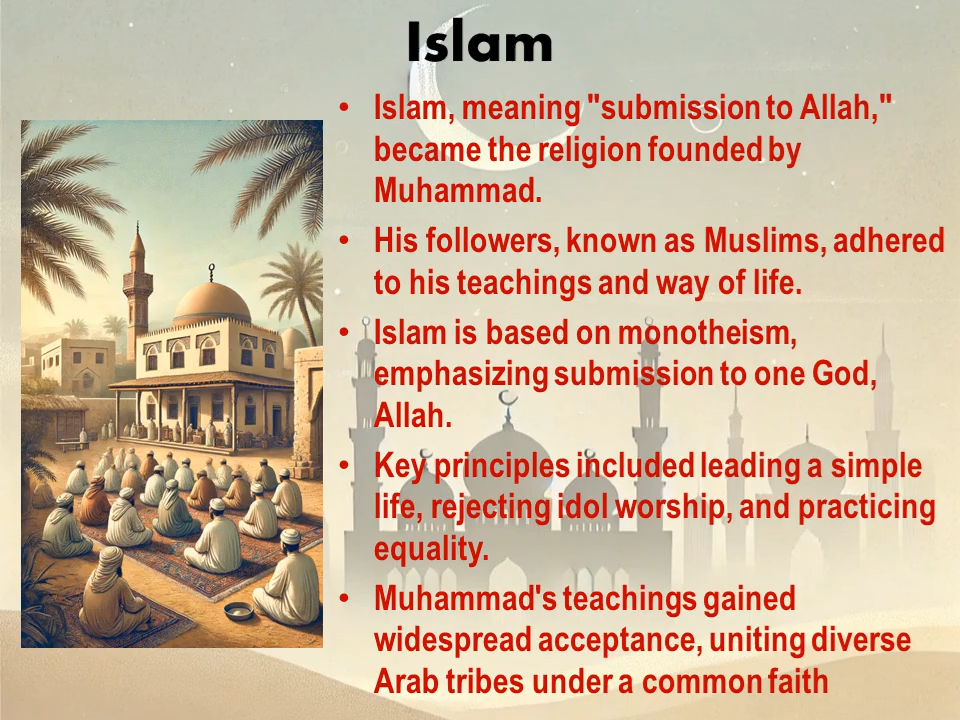 Islam
• Islam, meaning "submission to Allah,"
became the religion founded by
Muhammad.
• His followers, known as Muslims, adhered
to his teachings and way of life.
• Islam is based on monotheism,
emphasizing submission to one God,
Allah.
• Key principles included leading a simple
life, rejecting idol worship, and practicing
equality.
• Muhammad's teachings gained
widespread acceptance, uniting diverse
Arab tribes under a common faith